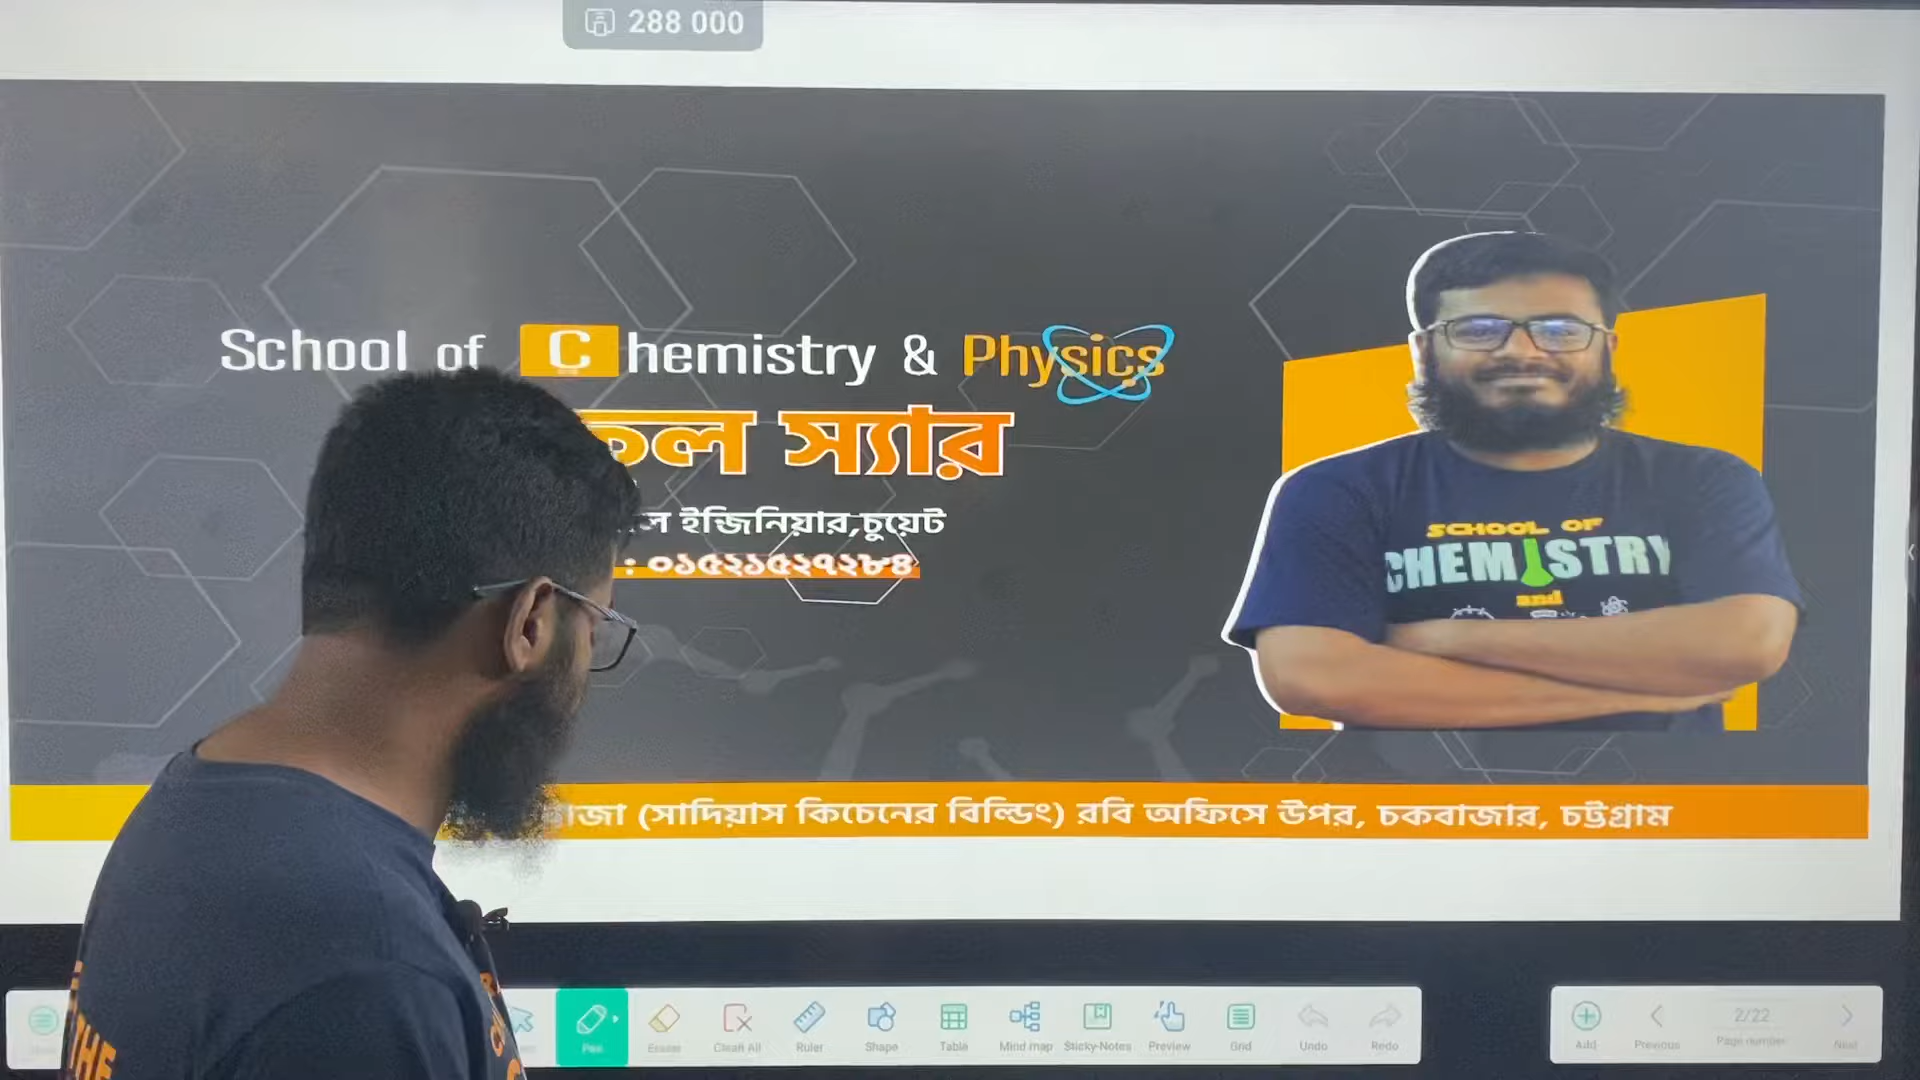 288 000
School of Chemistry & Physics
স্যার
ইঞ্জিনিয়ার,চুয়েট
: ০১৫২১৫২৭২৮৪
SCHOOL OF
CHEMISTRY
and
(সাদিয়াস কিচেনের বিল্ডিং) রবি অফিসে উপর, চকবাজার, চট্টগ্রাম
THE
Pen
Eraser
Clean All
Ruler
Shape
Table
Mind map
Sticky-Notes
Preview
Grid
Undo
Redo
Add
Previous
2/22
Page number
Next